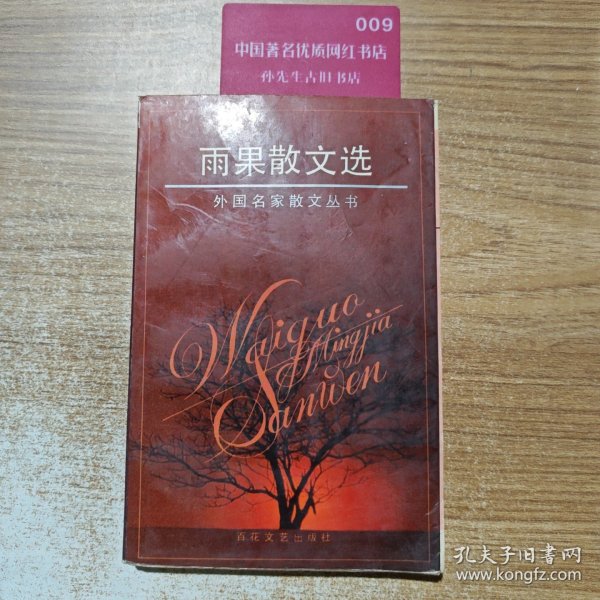 009
中国著名优质网红书店
孙先生古旧书店
雨果散文选
外国名家散文丛书
Waiguo
Mingjia
Sanwen
百花文艺出版社
孔夫子旧书网
www.kongfz.com